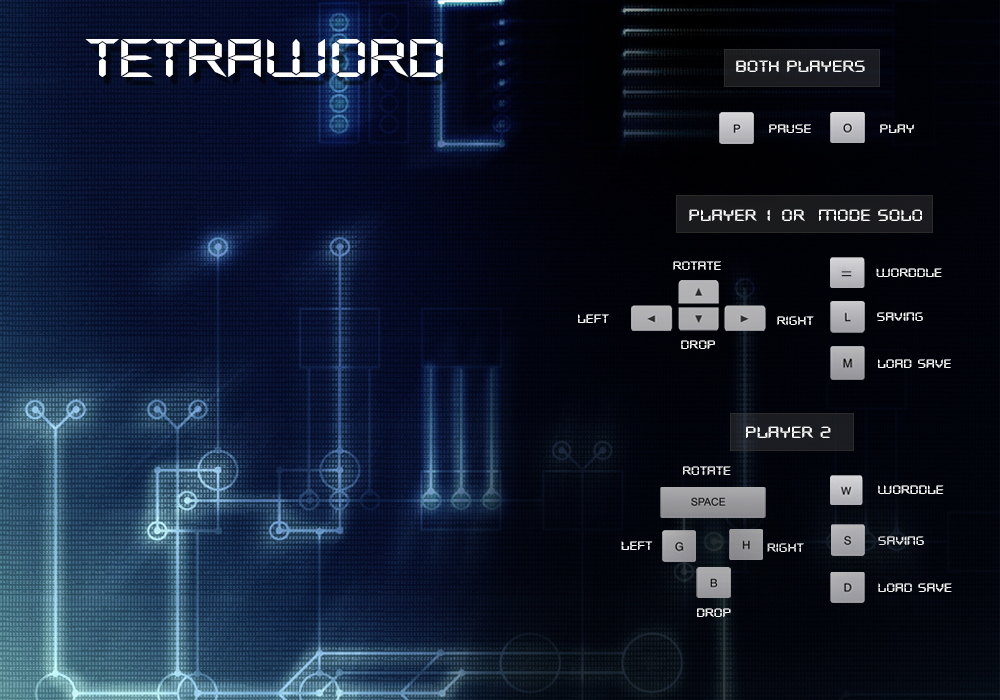 TETRAWORD
BOTH PLAYERS
P PAUSE O PLAY
PLAYER 1 OR MODE SOLO
ROTATE
▲
LEFT ◄ ▼ ► RIGHT
DROP
= WORDDLE
L SAVING
M LOAD SAVE
PLAYER 2
ROTATE
SPACE
LEFT G H RIGHT
B
DROP
W WORDDLE
S SAVING
D LOAD SAVE